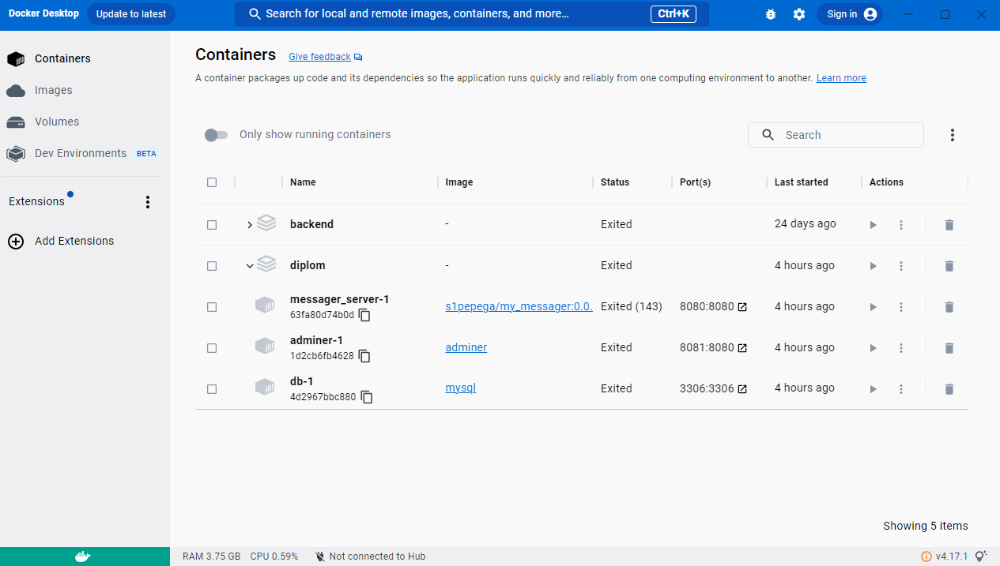 Docker Desktop Update to latest Search for local and remote images, containers, and more... Ctrl+K Sign in
Containers
Images
Volumes
Dev Environments BETA
Extensions
Add Extensions
Containers Give feedback
A container packages up code and its dependencies so the application runs quickly and reliably from one computing environment to another. Learn more
Only show running containers Search
Name Image Status Port(s) Last started Actions
backend - Exited 24 days ago
diplom - Exited 4 hours ago
messager_server-1 s1pepega/my_messager:0.0. Exited (143) 8080:8080 4 hours ago
63fa80d74b0d
adminer-1 adminer Exited 8081:8080 4 hours ago
1d2cb6fb4628
db-1 mysql Exited 3306:3306 4 hours ago
4d2967bbc880
Showing 5 items
RAM 3.75 GB CPU 0.59% Not connected to Hub v4.17.1